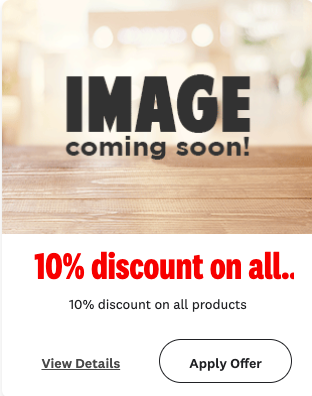 IMAGE
coming soon!
10% discount on all..
10% discount on all products
View Details
Apply Offer